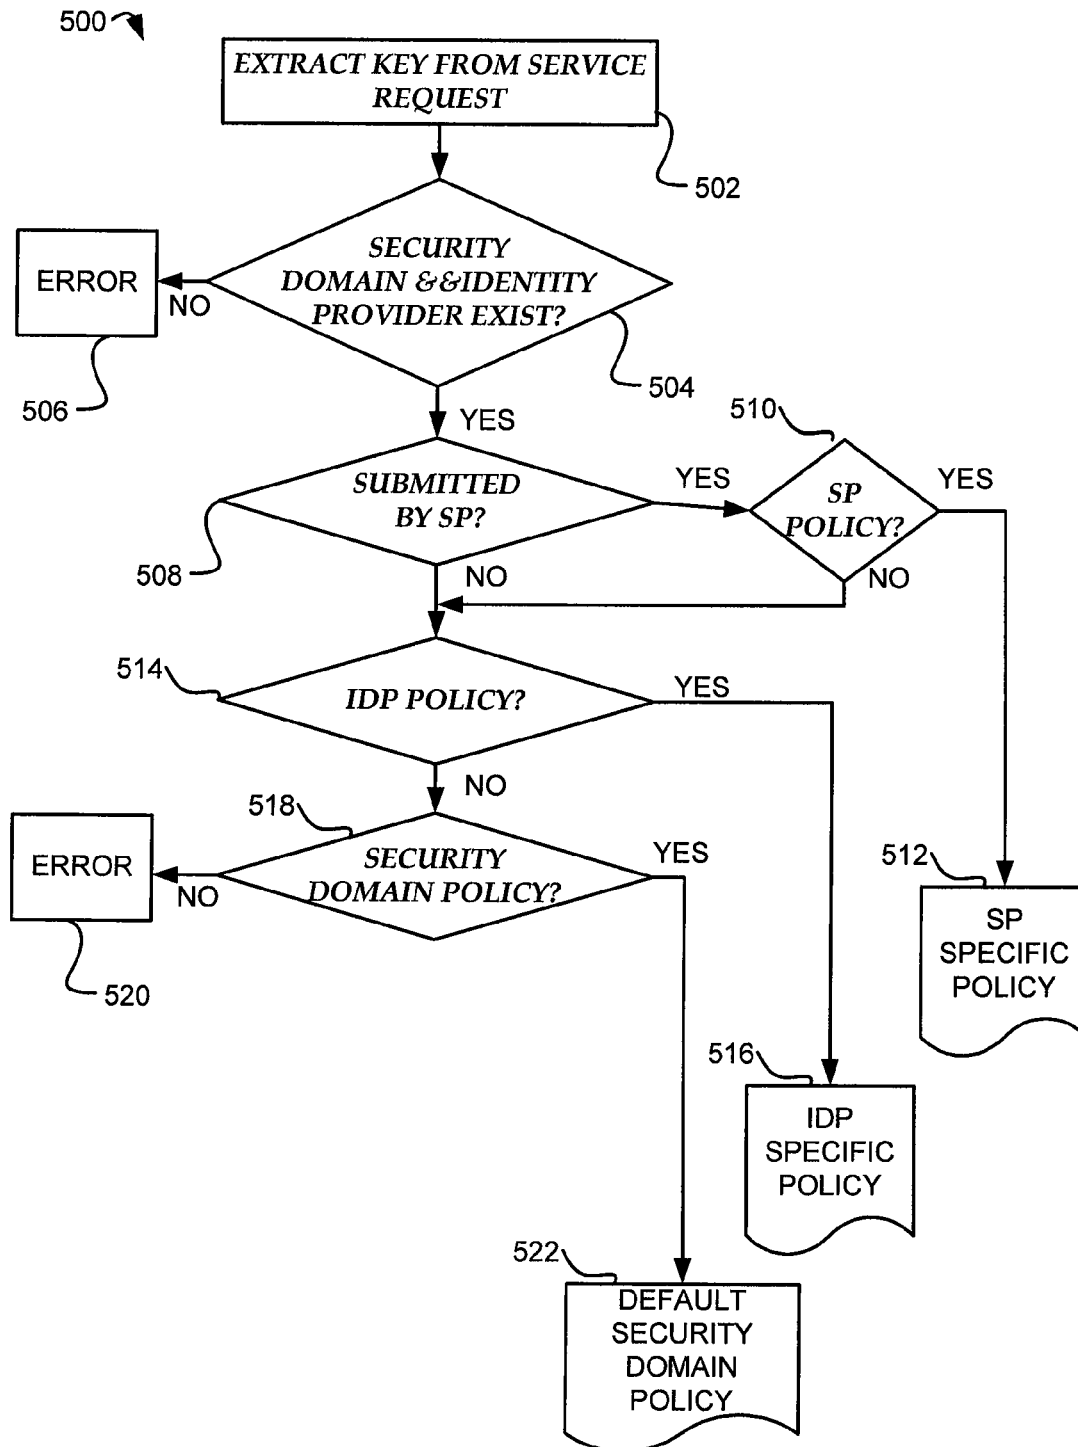 500
EXTRACT KEY FROM SERVICE
REQUEST
502
SECURITY
DOMAIN &&IDENTITY
PROVIDER EXIST?
504
ERROR
NO
506
YES
SUBMITTED
BY SP?
508
YES
NO
510
SP
POLICY?
YES
NO
514
IDP POLICY?
YES
NO
518
SECURITY
DOMAIN POLICY?
YES
ERROR
NO
520
512
SP
SPECIFIC
POLICY
516
IDP
SPECIFIC
POLICY
522
DEFAULT
SECURITY
DOMAIN
POLICY